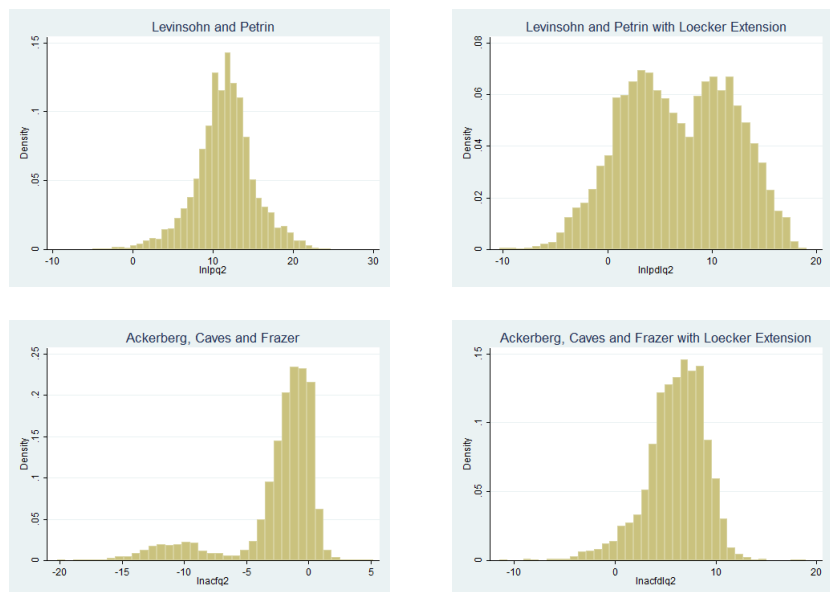 Levinsohn and Petrin
.15
.1
.05
0
Density
-10 0 10 20 30
lnlpq2
Levinsohn and Petrin with Loecker Extension
.08
.06
.04
.02
0
Density
-10 0 10 20
lnlpdlq2
Ackerberg, Caves and Frazer
.25
.2
.15
.1
.05
0
Density
-20 -15 -10 -5 0 5
lnacfq2
Ackerberg, Caves and Frazer with Loecker Extension
.15
.1
.05
0
Density
-10 0 10 20
lnacfdlq2